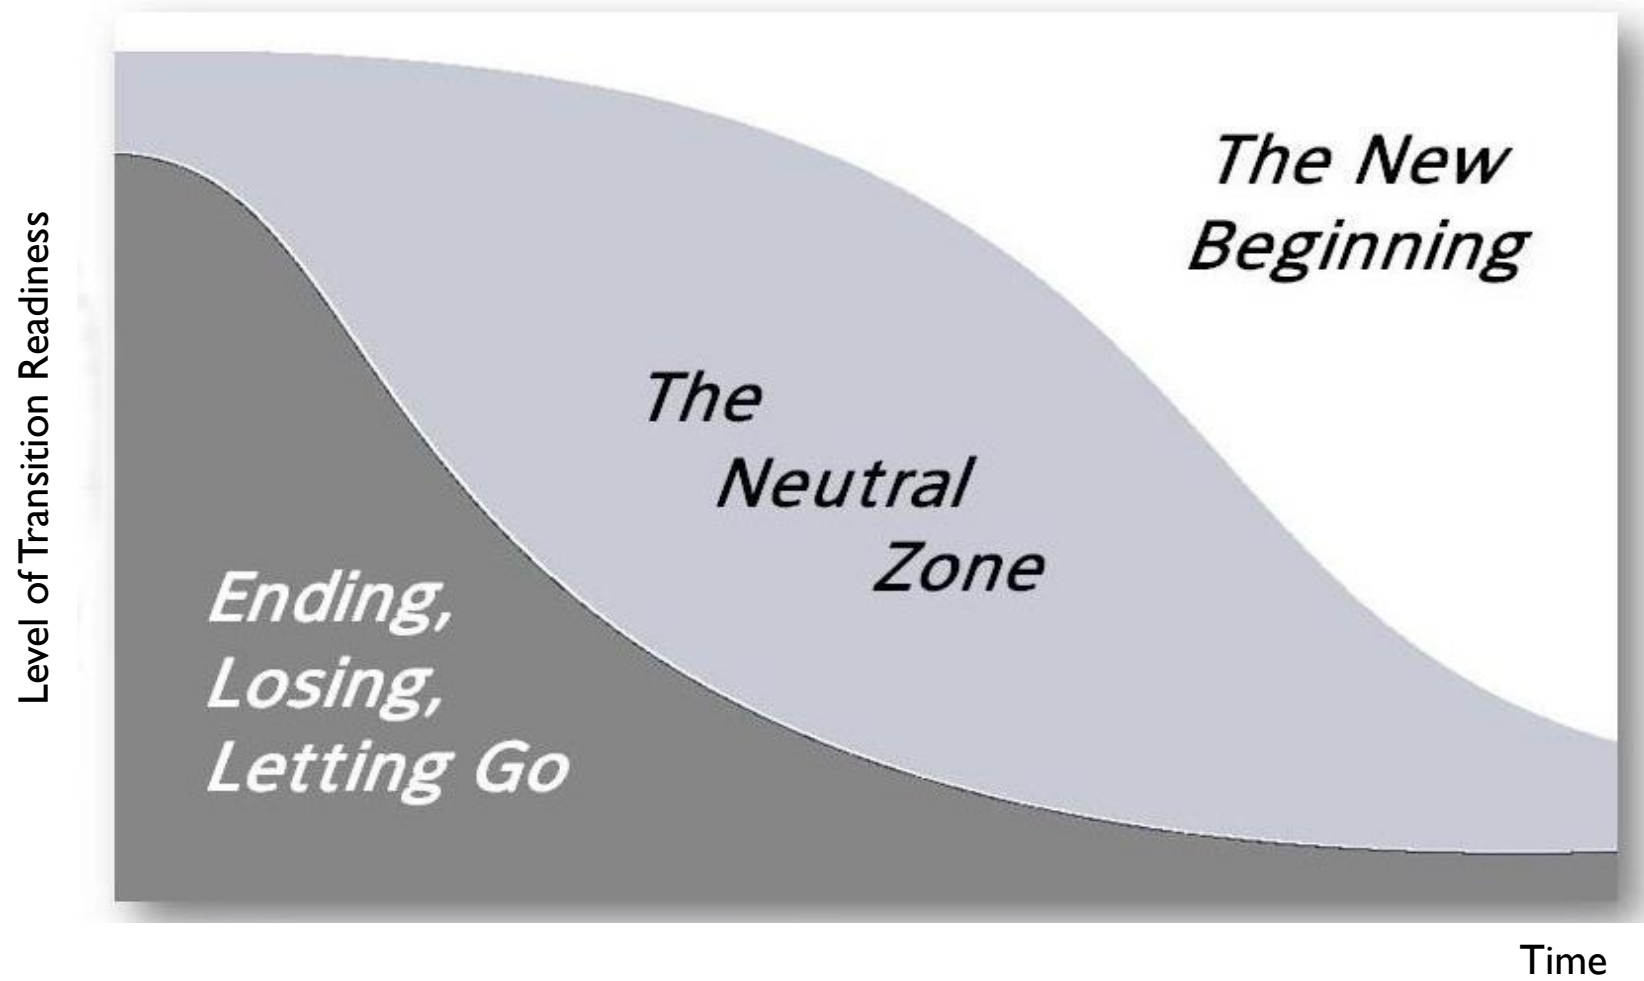 Level of Transition Readiness
The New
Beginning
The
Neutral
Zone
Ending,
Losing,
Letting Go
Time